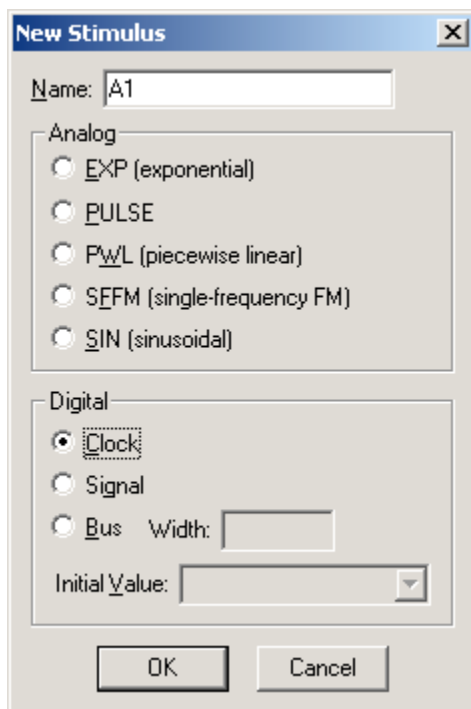 New Stimulus
Name: A1
Analog
EXP (exponential)
PULSE
PWL (piecewise linear)
SFFM (single-frequency FM)
SIN (sinusoidal)
Digital
Clock
Signal
Bus Width:
Initial Value:
OK Cancel